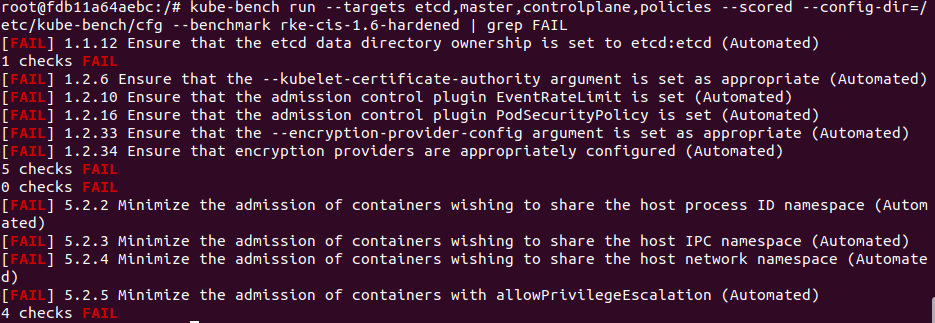 root@fdb11a64aebc:/# kube-bench run --targets etcd,master,controlplane,policies --scored --config-dir=/
etc/kube-bench/cfg --benchmark rke-cis-1.6-hardened | grep FAIL
[FAIL] 1.1.12 Ensure that the etcd data directory ownership is set to etcd:etcd (Automated)
1 checks FAIL
[FAIL] 1.2.6 Ensure that the --kubelet-certificate-authority argument is set as appropriate (Automated)
[FAIL] 1.2.10 Ensure that the admission control plugin EventRateLimit is set (Automated)
[FAIL] 1.2.16 Ensure that the admission control plugin PodSecurityPolicy is set (Automated)
[FAIL] 1.2.33 Ensure that the --encryption-provider-config argument is set as appropriate (Automated)
[FAIL] 1.2.34 Ensure that encryption providers are appropriately configured (Automated)
5 checks FAIL
0 checks FAIL
[FAIL] 5.2.2 Minimize the admission of containers wishing to share the host process ID namespace (Autom
ated)
[FAIL] 5.2.3 Minimize the admission of containers wishing to share the host IPC namespace (Automated)
[FAIL] 5.2.4 Minimize the admission of containers wishing to share the host network namespace (Automate
d)
[FAIL] 5.2.5 Minimize the admission of containers with allowPrivilegeEscalation (Automated)
4 checks FAIL